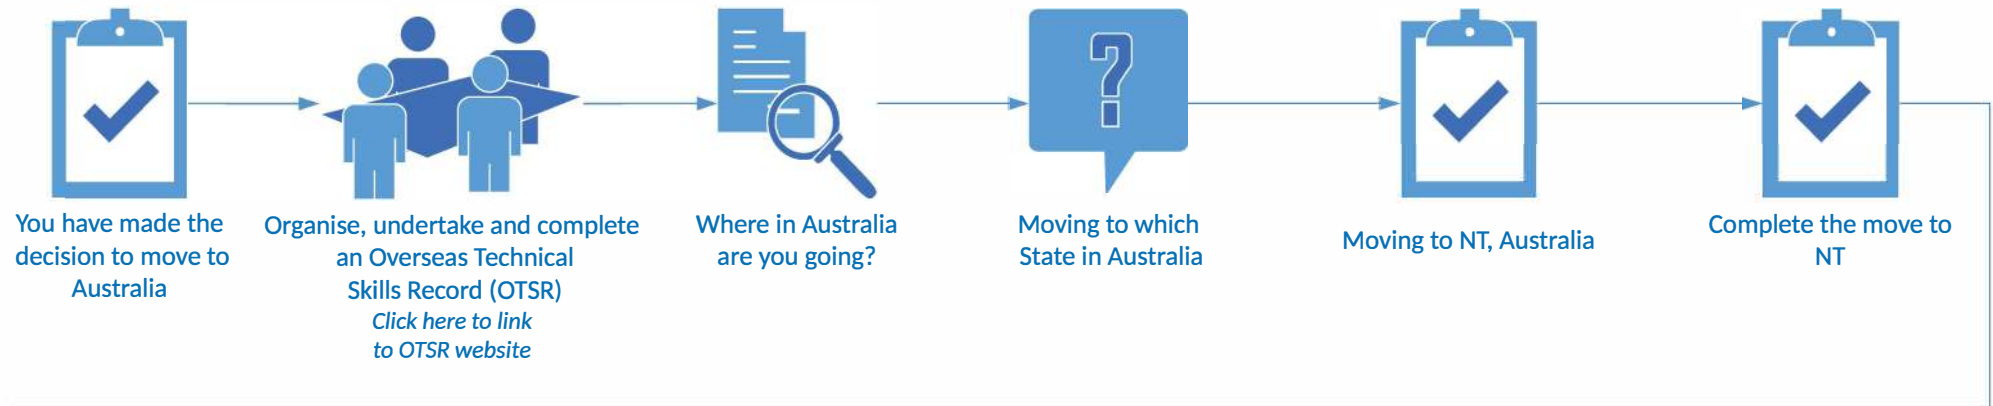 You have made the
decision to move to
Australia
Organise, undertake and complete
an Overseas Technical
Skills Record (OTSR)
Click here to link
to OTSR website
Where in Australia
are you going?
?
Moving to which
State in Australia
Moving to NT, Australia
Complete the move to
NT